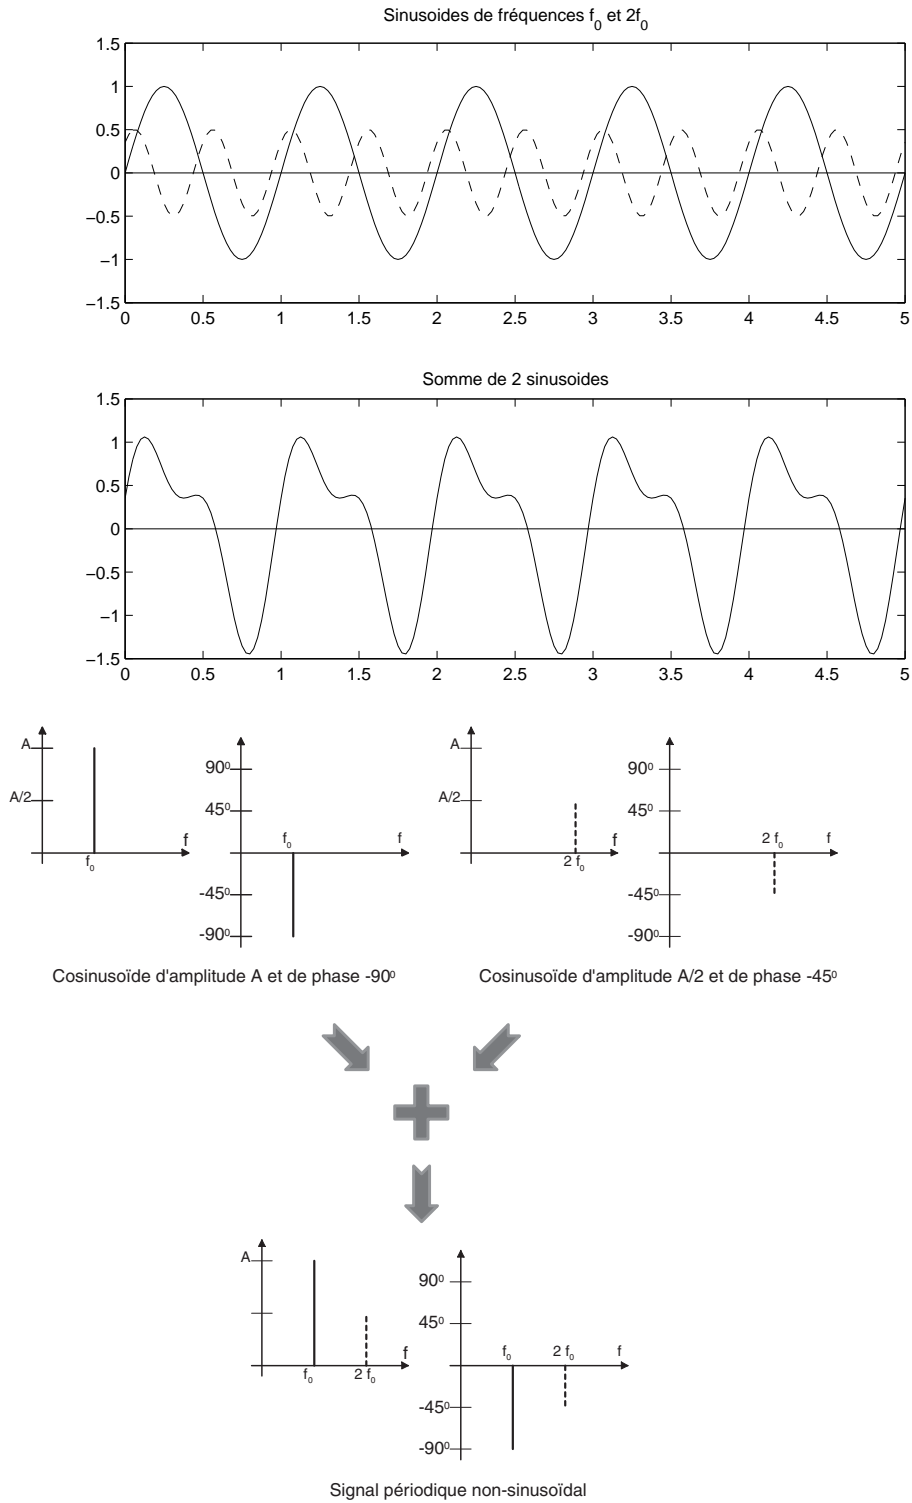 Sinusoides de fréquences f0 et 2f0
1.5
1
0.5
0
−0.5
−1
−1.5
0 0.5 1 1.5 2 2.5 3 3.5 4 4.5 5
Somme de 2 sinusoides
1.5
1
0.5
0
−0.5
−1
−1.5
0 0.5 1 1.5 2 2.5 3 3.5 4 4.5 5
A
A/2
f
f0
90⁰
45⁰
f0 f
-45⁰
-90⁰
A
A/2
f
2 f0
90⁰
45⁰
2 f0 f
-45⁰
-90⁰
Cosinusoïde d'amplitude A et de phase -90⁰
Cosinusoïde d'amplitude A/2 et de phase -45⁰
A
f
f0 2 f0
90⁰
45⁰
f0 2 f0 f
-45⁰
-90⁰
Signal périodique non-sinusoïdal